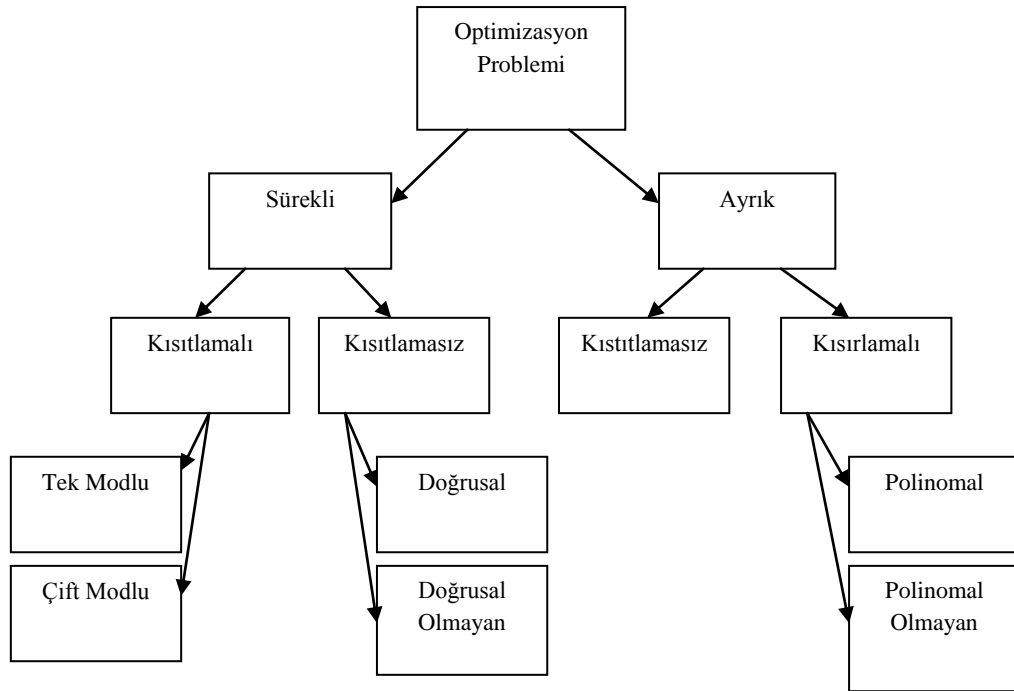 Optimizasyon
Problemi
Sürekli
Ayrık
Kısıtlamalı
Kısıtlamasız
Kıstıtlamasız
Kısırlamalı
Tek Modlu
Doğrusal
Polinomal
Çift Modlu
Doğrusal
Olmayan
Polinomal
Olmayan